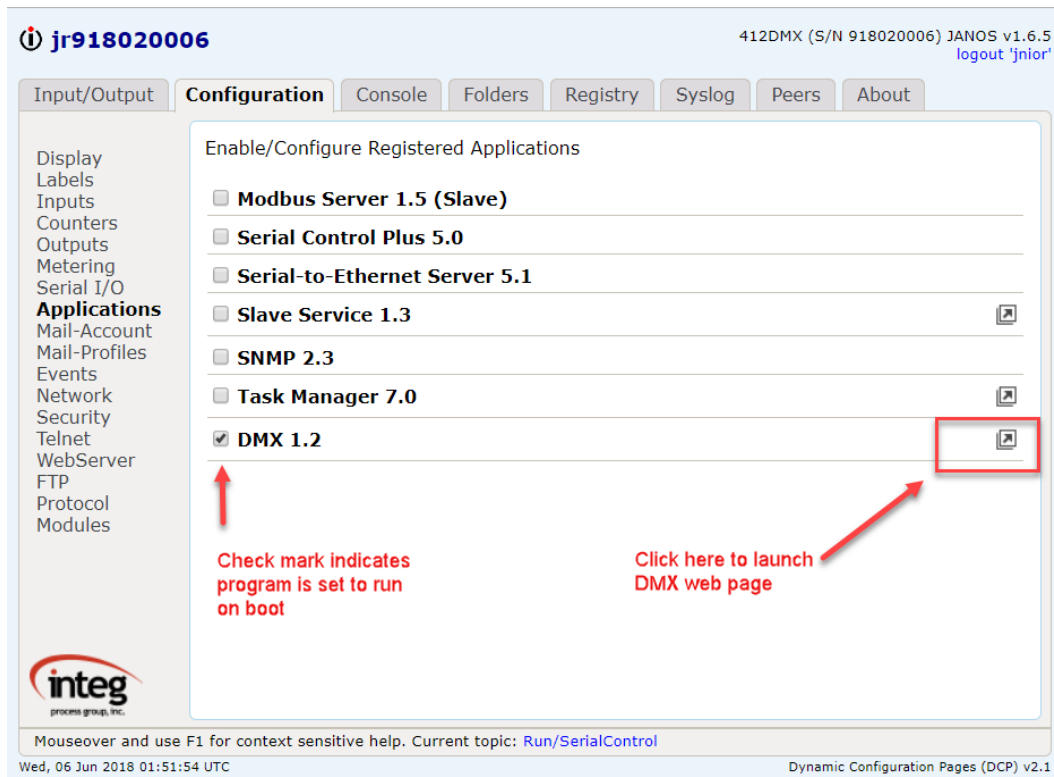 jr918020006
412DMX (S/N 918020006) JANOS v1.6.5
logout 'jnior'
Input/Output Configuration Console Folders Registry Syslog Peers About
Display
Labels
Inputs
Counters
Outputs
Metering
Serial I/O
Applications
Mail-Account
Mail-Profiles
Events
Network
Security
Telnet
WebServer
FTP
Protocol
Modules
Enable/Configure Registered Applications
Modbus Server 1.5 (Slave)
Serial Control Plus 5.0
Serial-to-Ethernet Server 5.1
Slave Service 1.3
SNMP 2.3
Task Manager 7.0
DMX 1.2
Check mark indicates
program is set to run
on boot
Click here to launch
DMX web page
integ
process group, inc.
Mouseover and use F1 for context sensitive help. Current topic: Run/SerialControl
Wed, 06 Jun 2018 01:51:54 UTC
Dynamic Configuration Pages (DCP) v2.1